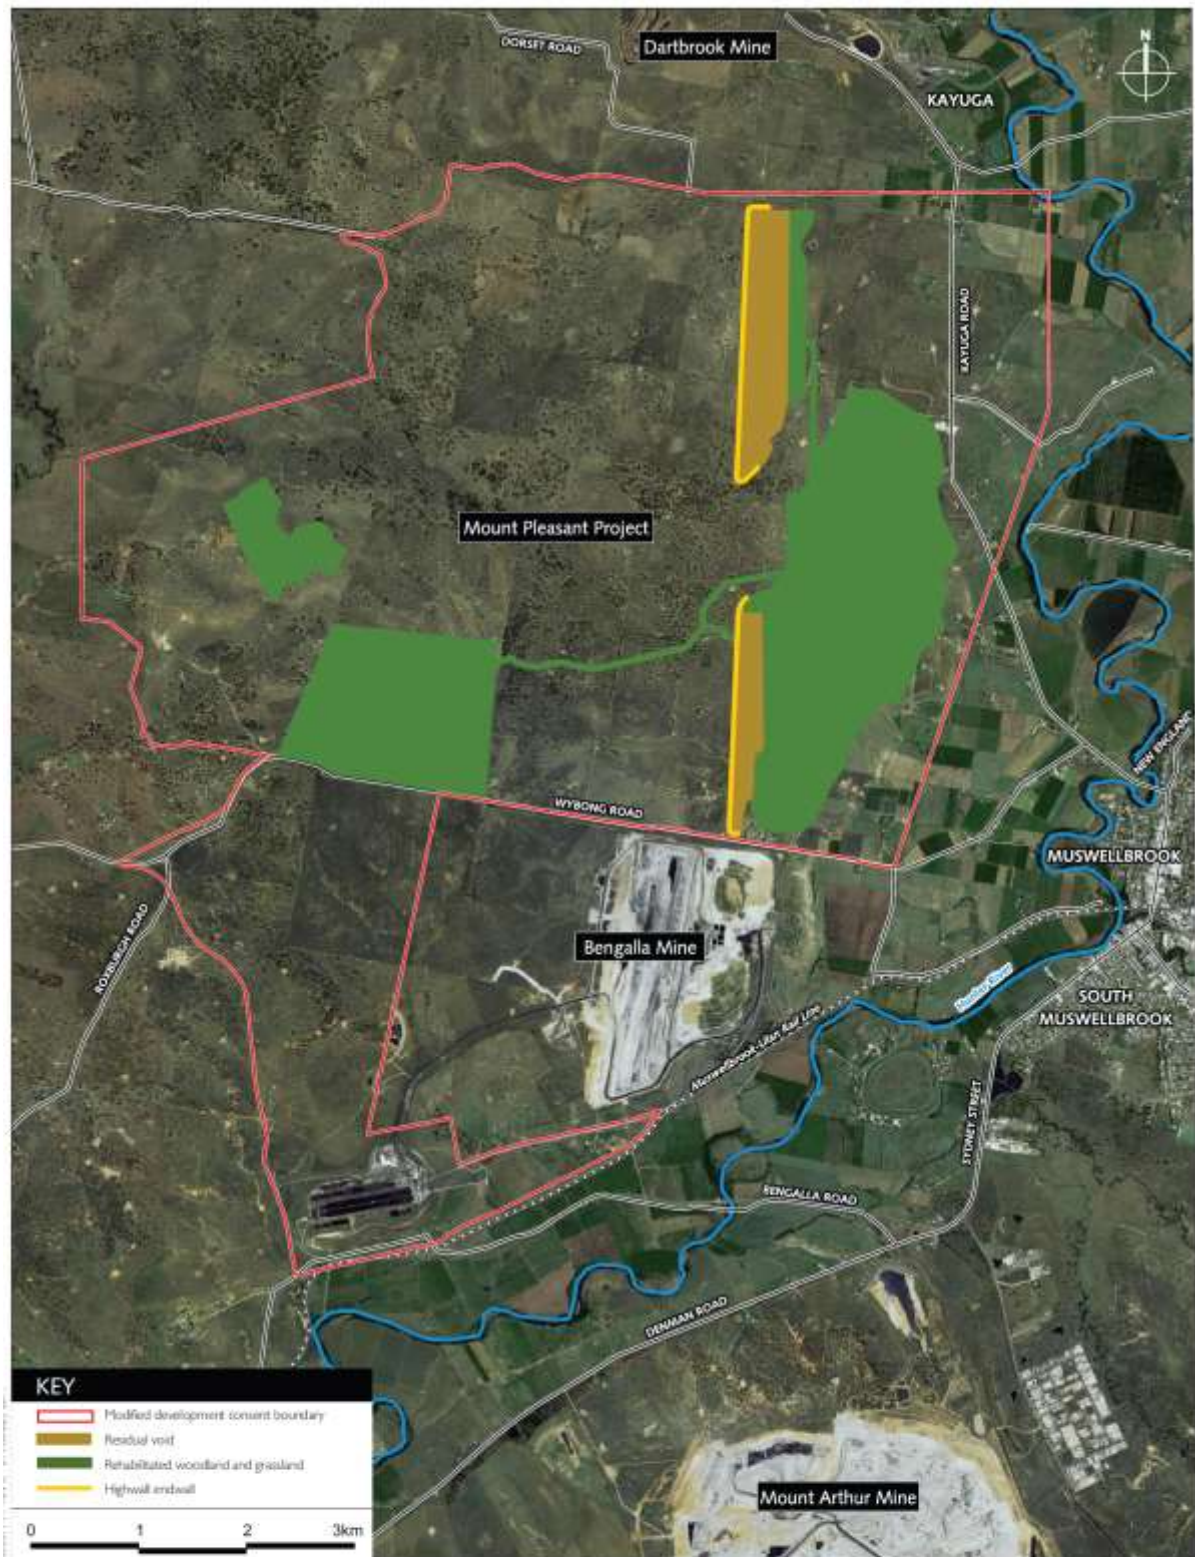 DORSET ROAD
Dartbrook Mine
N
KAYUGA
KAYUGA ROAD
Mount Pleasant Project
NEW ENGLAND
WYBONG ROAD
MUSWELLBROOK
ROXBURGH ROAD
Bengalla Mine
Hunter River
SOUTH
MUSWELLBROOK
Muswellbrook-Ulan Rail Line
SYDNEY STREET
BENGALLA ROAD
DENMAN ROAD
KEY
Modified development consent boundary
Residual void
Rehabilitated woodland and grassland
Highwall endwall
Mount Arthur Mine
0 1 2 3km